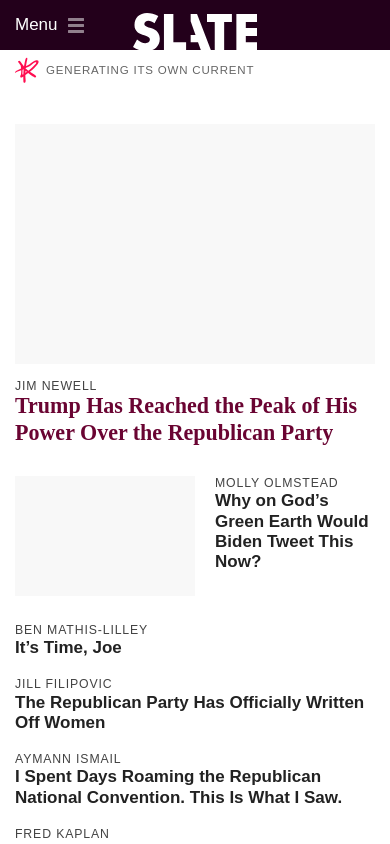 Menu
SLATE
GENERATING ITS OWN CURRENT
JIM NEWELL
Trump Has Reached the Peak of His
Power Over the Republican Party
MOLLY OLMSTEAD
Why on God’s
Green Earth Would
Biden Tweet This
Now?
BEN MATHIS-LILLEY
It’s Time, Joe
JILL FILIPOVIC
The Republican Party Has Officially Written
Off Women
AYMANN ISMAIL
I Spent Days Roaming the Republican
National Convention. This Is What I Saw.
FRED KAPLAN